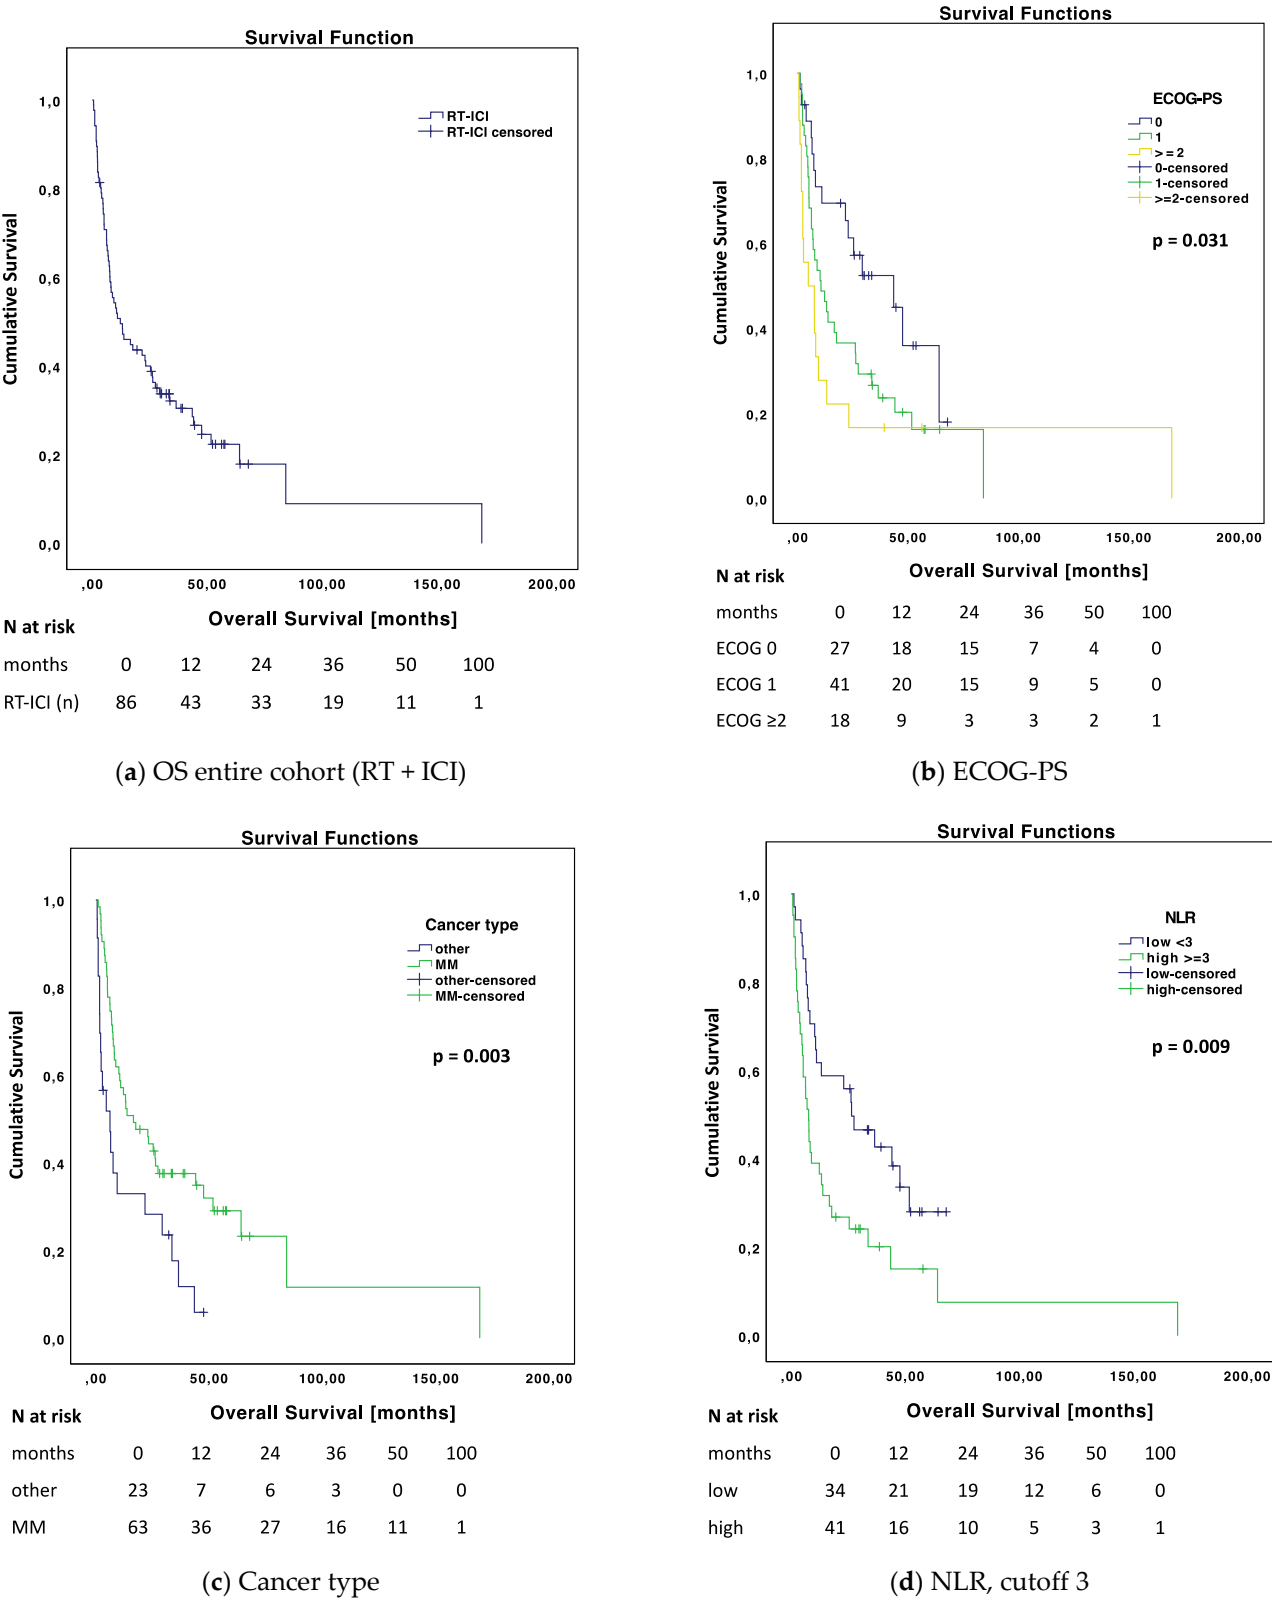 Survival Function
Cumulative Survival
1,0
0,8
0,6
0,4
0,2
0,0
RT-ICI
RT-ICI censored
,00 50,00 100,00 150,00 200,00
Overall Survival [months]
N at risk
months 0 12 24 36 50 100
RT-ICI (n) 86 43 33 19 11 1
(a) OS entire cohort (RT + ICI)
Survival Functions
Cumulative Survival
1,0
0,8
0,6
0,4
0,2
0,0
ECOG-PS
0
1
>=2
0-censored
1-censored
>=2-censored
p = 0.031
,00 50,00 100,00 150,00 200,00
Overall Survival [months]
N at risk
months 0 12 24 36 50 100
ECOG 0 27 18 15 7 4 0
ECOG 1 41 20 15 9 5 0
ECOG ≥2 18 9 3 3 2 1
(b) ECOG-PS
Survival Functions
Cumulative Survival
1,0
0,8
0,6
0,4
0,2
0,0
Cancer type
other
MM
other-censored
MM-censored
p = 0.003
,00 50,00 100,00 150,00 200,00
Overall Survival [months]
N at risk
months 0 12 24 36 50 100
other 23 7 6 3 0 0
MM 63 36 27 16 11 1
(c) Cancer type
Survival Functions
Cumulative Survival
1,0
0,8
0,6
0,4
0,2
0,0
NLR
low <3
high >=3
low-censored
high-censored
p = 0.009
,00 50,00 100,00 150,00 200,00
Overall Survival [months]
N at risk
months 0 12 24 36 50 100
low 34 21 19 12 6 0
high 41 16 10 5 3 1
(d) NLR, cutoff 3